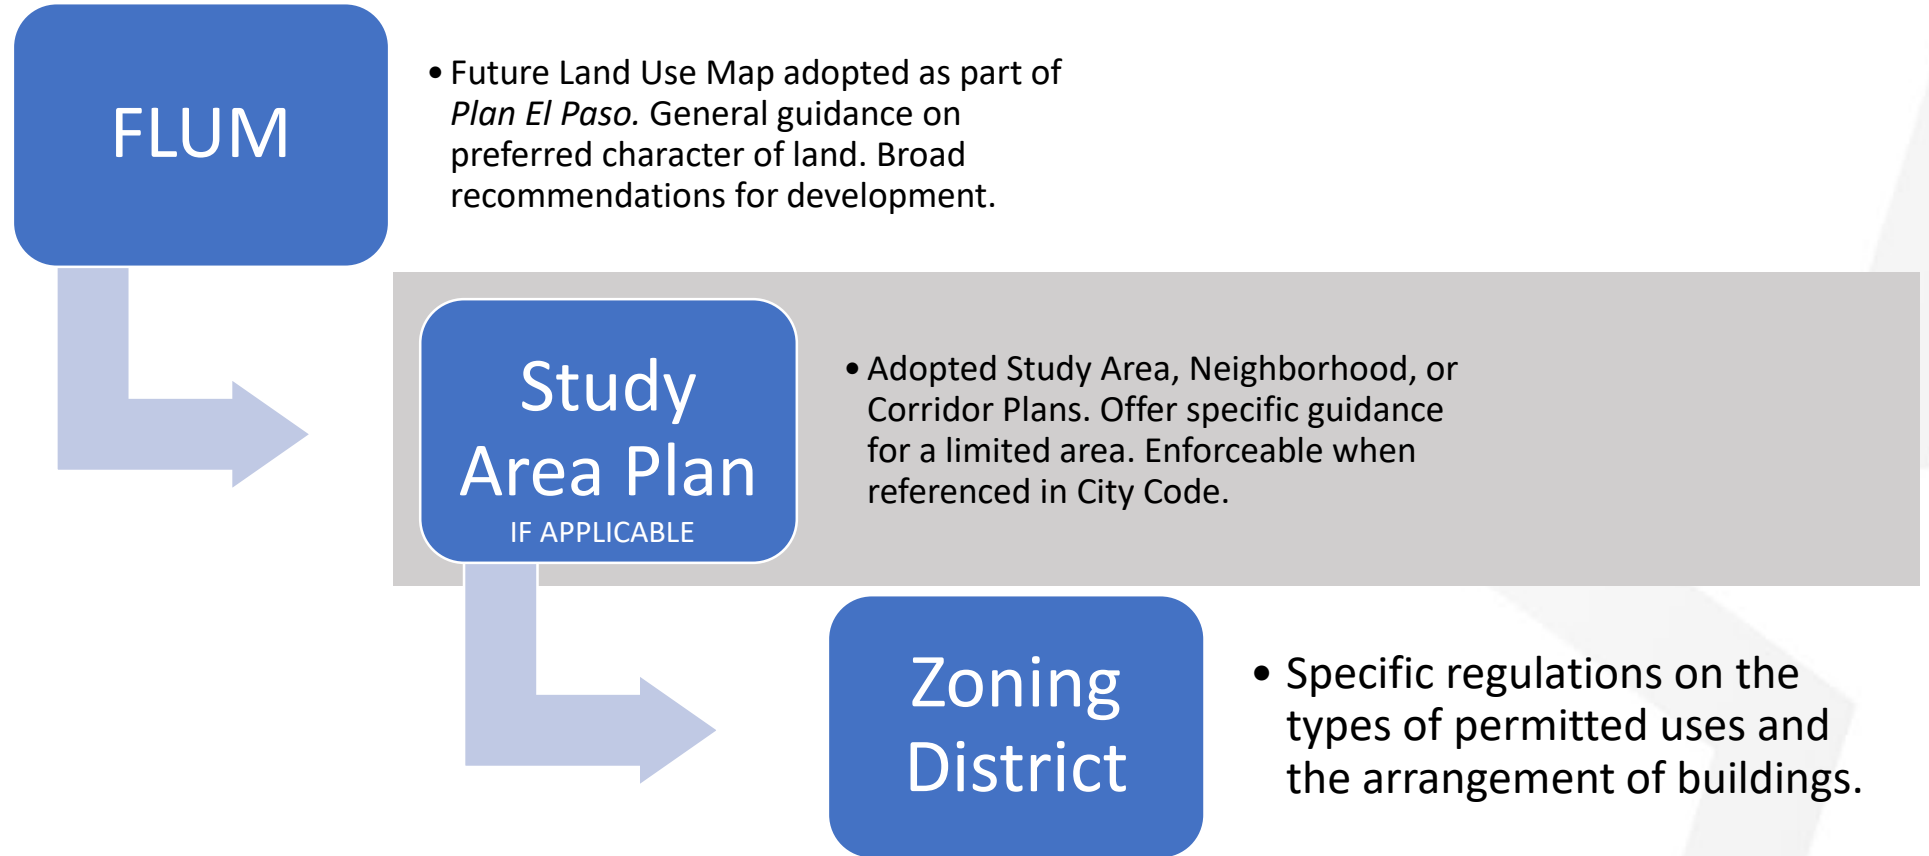 FLUM
• Future Land Use Map adopted as part of
Plan El Paso. General guidance on
preferred character of land. Broad
recommendations for development.
Study
Area Plan
IF APPLICABLE
• Adopted Study Area, Neighborhood, or
Corridor Plans. Offer specific guidance
for a limited area. Enforceable when
referenced in City Code.
Zoning
District
• Specific regulations on the
types of permitted uses and
the arrangement of buildings.